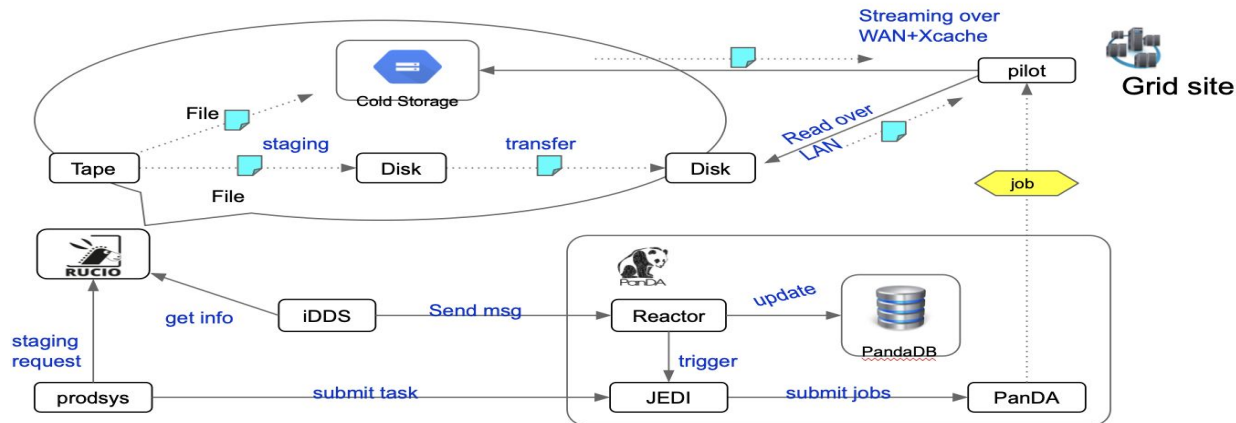 Streaming over
WAN+Xcache
pilot
Grid site
Cold Storage
File
Read over
LAN
staging
transfer
Tape
Disk
Disk
File
job
RUCIO
PanDA
get info
iDDS
Send msg
Reactor
update
PandaDB
staging
request
trigger
prodsys
submit task
JEDI
submit jobs
PanDA